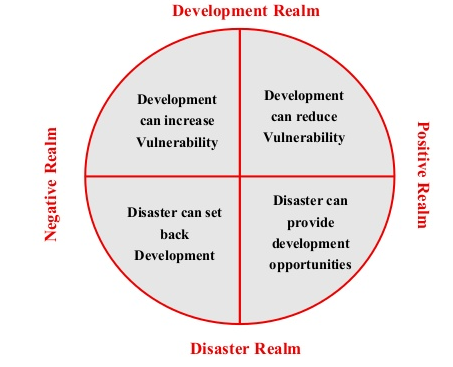 Development Realm
Development
can increase
Vulnerability
Development
can reduce
Vulnerability
Negative Realm
Positive Realm
Disaster can set
back
Development
Disaster can
provide
development
opportunities
Disaster Realm